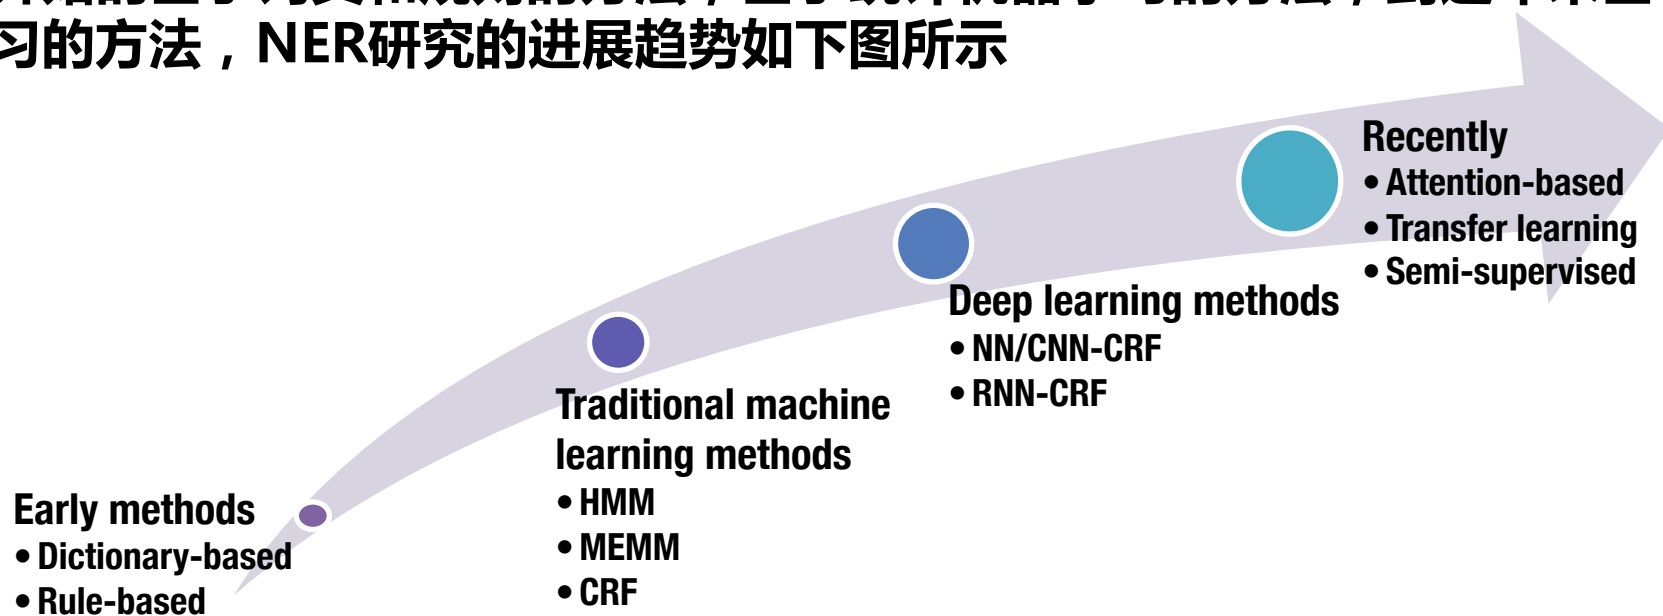 习的方法，NER研究的进展趋势如下图所示
Recently
• Attention-based
• Transfer learning
• Semi-supervised
Deep learning methods
• NN/CNN-CRF
• RNN-CRF
Traditional machine
learning methods
• HMM
• MEMM
• CRF
Early methods
• Dictionary-based
• Rule-based